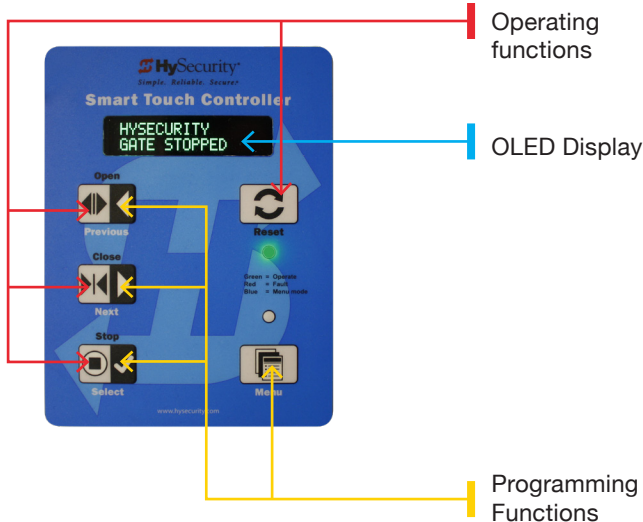 Operating
functions
HySecurity
Simple. Reliable. Secure.
Smart Touch Controller
HYSECURITY
GATE STOPPED
OLED Display
Open
Previous
Reset
Close
Next
Green = Operate
Red = Fault
Blue = Menu mode
Stop
Select
Menu
www.hysecurity.com
Programming
Functions